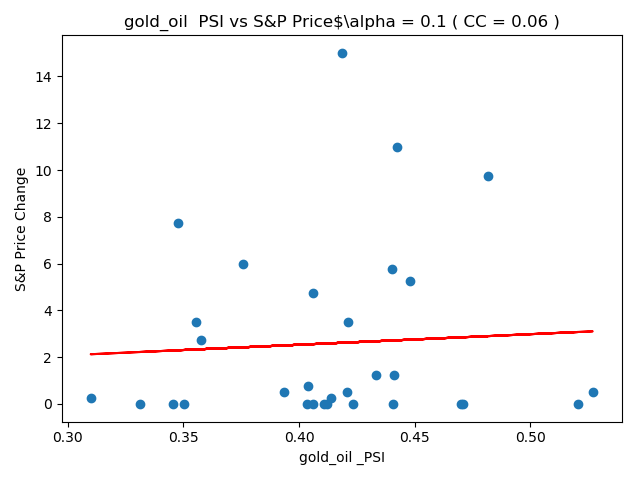 gold_oil  PSI vs S&P Price$\alpha = 0.1 ( CC = 0.06 )
14
12
10
8
6
4
2
0
S&P Price Change
0.30 0.35 0.40 0.45 0.50
gold_oil _PSI